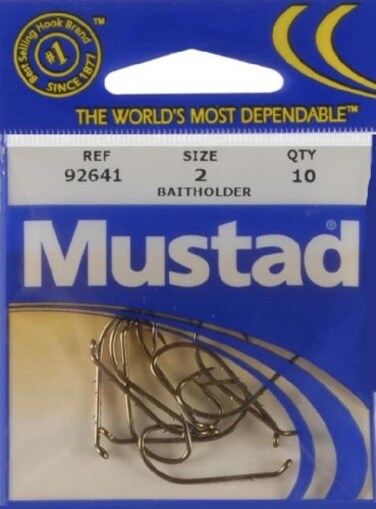 Best Selling Hook Brand
#1
SINCE 1877
™
THE WORLD'S MOST DEPENDABLE™
REF SIZE QTY
92641 2 10
BAITHOLDER
Mustad®